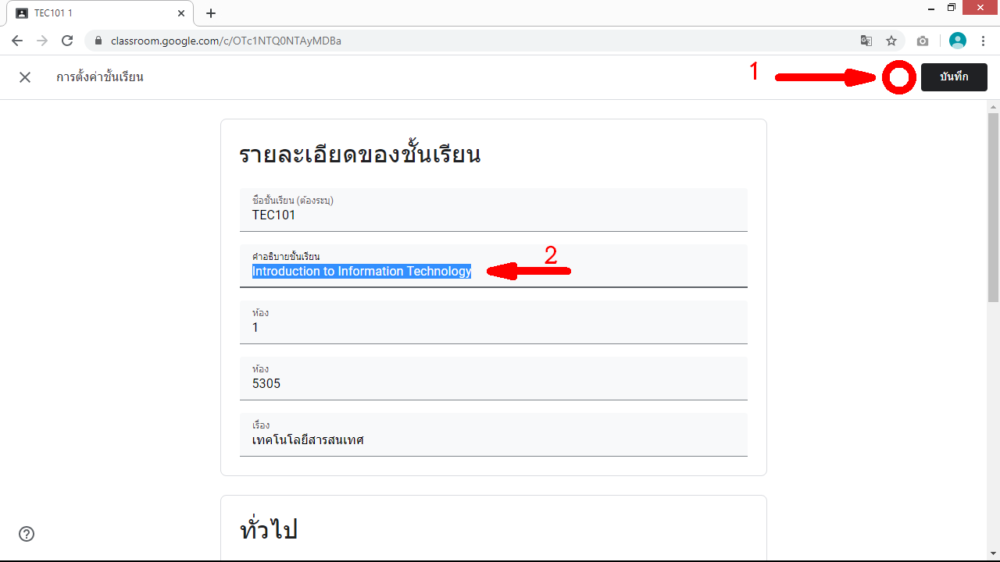 TEC101 1
classroom.google.com/c/OTc1NTQ0NTAyMDBa
การตั้งค่าชั้นเรียน
1
บันทึก
รายละเอียดของชั้นเรียน
ชื่อชั้นเรียน (ต้องระบุ)
TEC101
คำอธิบายชั้นเรียน
Introduction to Information Technology
2
ห้อง
1
ห้อง
5305
เรื่อง
เทคโนโลยีสารสนเทศ
ทั่วไป